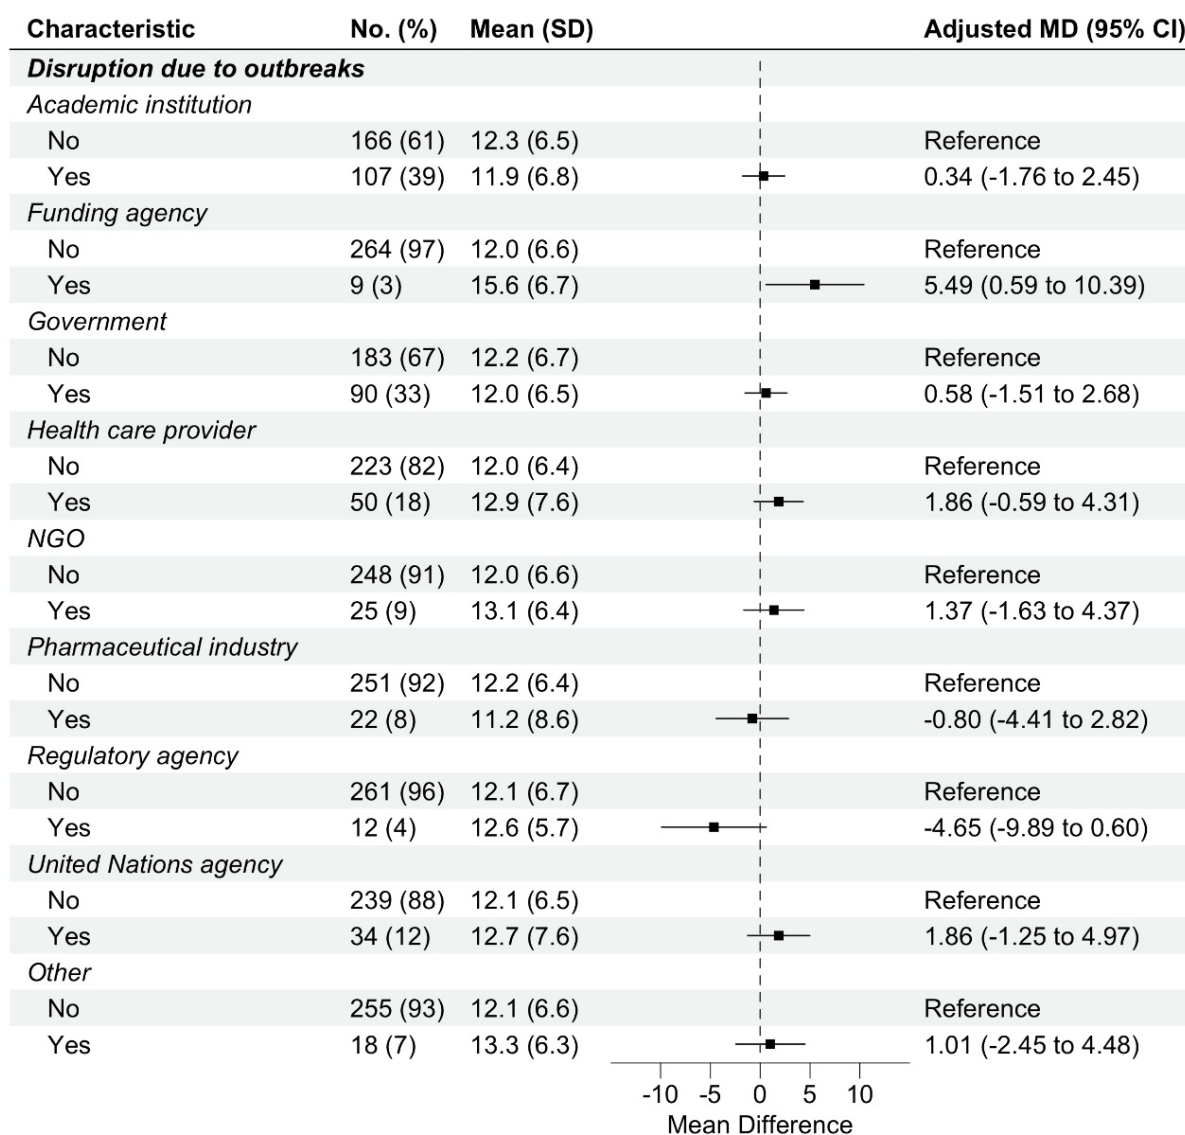 Characteristic No. (%) Mean (SD) Adjusted MD (95% CI)
Disruption due to outbreaks
Academic institution
No 166 (61) 12.3 (6.5) Reference
Yes 107 (39) 11.9 (6.8) 0.34 (-1.76 to 2.45)
Funding agency
No 264 (97) 12.0 (6.6) Reference
Yes 9 (3) 15.6 (6.7) 5.49 (0.59 to 10.39)
Government
No 183 (67) 12.2 (6.7) Reference
Yes 90 (33) 12.0 (6.5) 0.58 (-1.51 to 2.68)
Health care provider
No 223 (82) 12.0 (6.4) Reference
Yes 50 (18) 12.9 (7.6) 1.86 (-0.59 to 4.31)
NGO
No 248 (91) 12.0 (6.6) Reference
Yes 25 (9) 13.1 (6.4) 1.37 (-1.63 to 4.37)
Pharmaceutical industry
No 251 (92) 12.2 (6.4) Reference
Yes 22 (8) 11.2 (8.6) -0.80 (-4.41 to 2.82)
Regulatory agency
No 261 (96) 12.1 (6.7) Reference
Yes 12 (4) 12.6 (5.7) -4.65 (-9.89 to 0.60)
United Nations agency
No 239 (88) 12.1 (6.5) Reference
Yes 34 (12) 12.7 (7.6) 1.86 (-1.25 to 4.97)
Other
No 255 (93) 12.1 (6.6) Reference
Yes 18 (7) 13.3 (6.3) 1.01 (-2.45 to 4.48)
-10 -5 0 5 10
Mean Difference